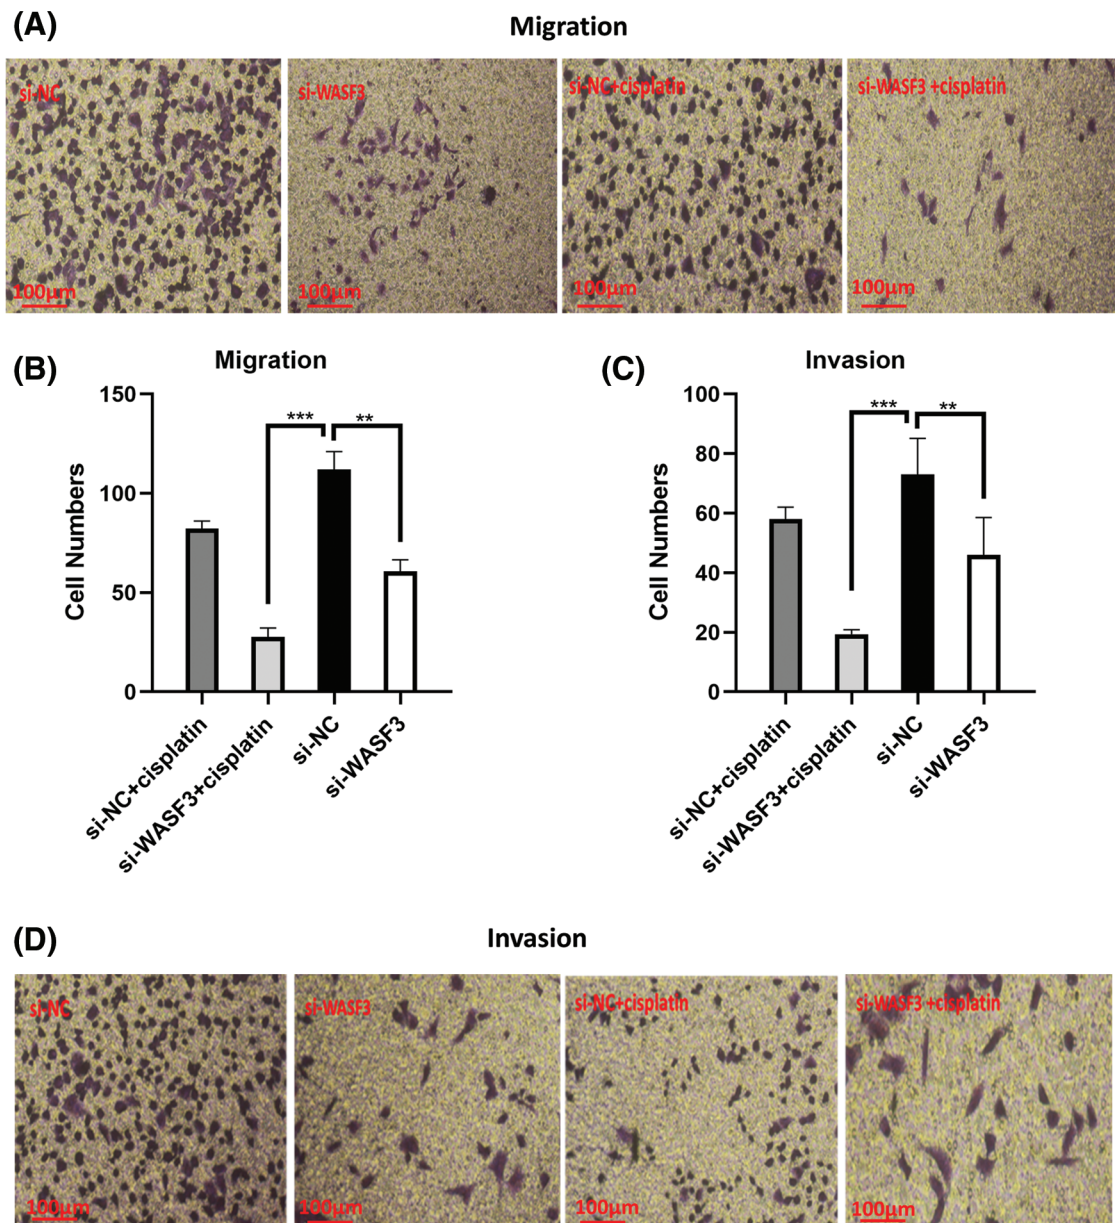 (A)
Migration
si-NC
si-WASF3
si-NC+cisplatin
si-WASF3 +cisplatin
100μm
100μm
100μm
100μm
(B)
Migration
Cell Numbers
150
100
50
0
***
**
si-NC+cisplatin
si-WASF3+cisplatin
si-NC
si-WASF3
(C)
Invasion
Cell Numbers
100
80
60
40
20
0
***
**
si-NC+cisplatin
si-WASF3+cisplatin
si-NC
si-WASF3
(D)
Invasion
si-NC
si-WASF3
si-NC+cisplatin
si-WASF3 +cisplatin
100μm
100μm
100μm
100μm